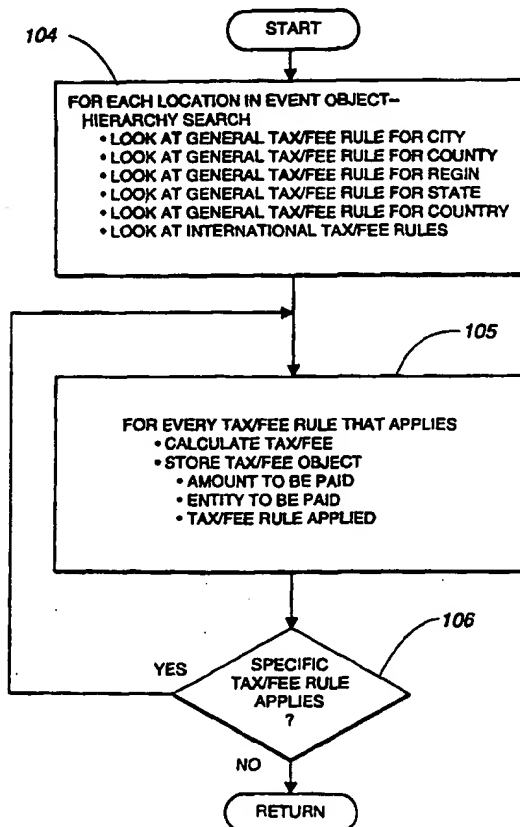 START
104
FOR EACH LOCATION IN EVENT OBJECT–
HIERARCHY SEARCH
• LOOK AT GENERAL TAX/FEE RULE FOR CITY
• LOOK AT GENERAL TAX/FEE RULE FOR COUNTY
• LOOK AT GENERAL TAX/FEE RULE FOR REGIN
• LOOK AT GENERAL TAX/FEE RULE FOR STATE
• LOOK AT GENERAL TAX/FEE RULE FOR COUNTRY
• LOOK AT INTERNATIONAL TAX/FEE RULES
105
FOR EVERY TAX/FEE RULE THAT APPLIES
• CALCULATE TAX/FEE
• STORE TAX/FEE OBJECT
• AMOUNT TO BE PAID
• ENTITY TO BE PAID
• TAX/FEE RULE APPLIED
106
YES
SPECIFIC
TAX/FEE RULE
APPLIES
?
NO
RETURN